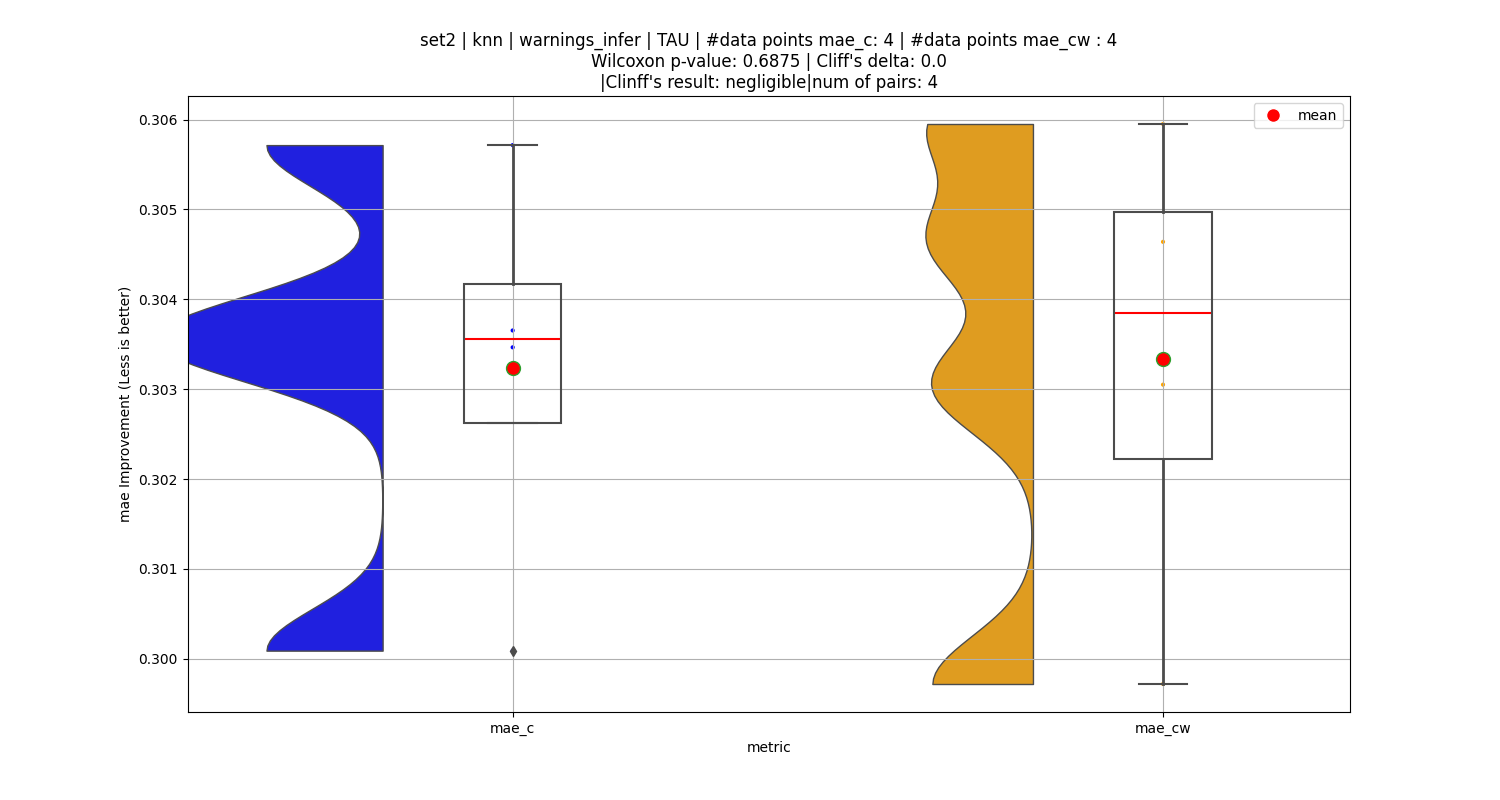 set2 | knn | warnings_infer | TAU | #data points mae_c: 4 | #data points mae_cw : 4
Wilcoxon p-value: 0.6875 | Cliff's delta: 0.0
|Clinff's result: negligible|num of pairs: 4
mean
0.306
0.305
0.304
0.303
0.302
0.301
0.300
mae Improvement (Less is better)
mae_c
mae_cw
metric